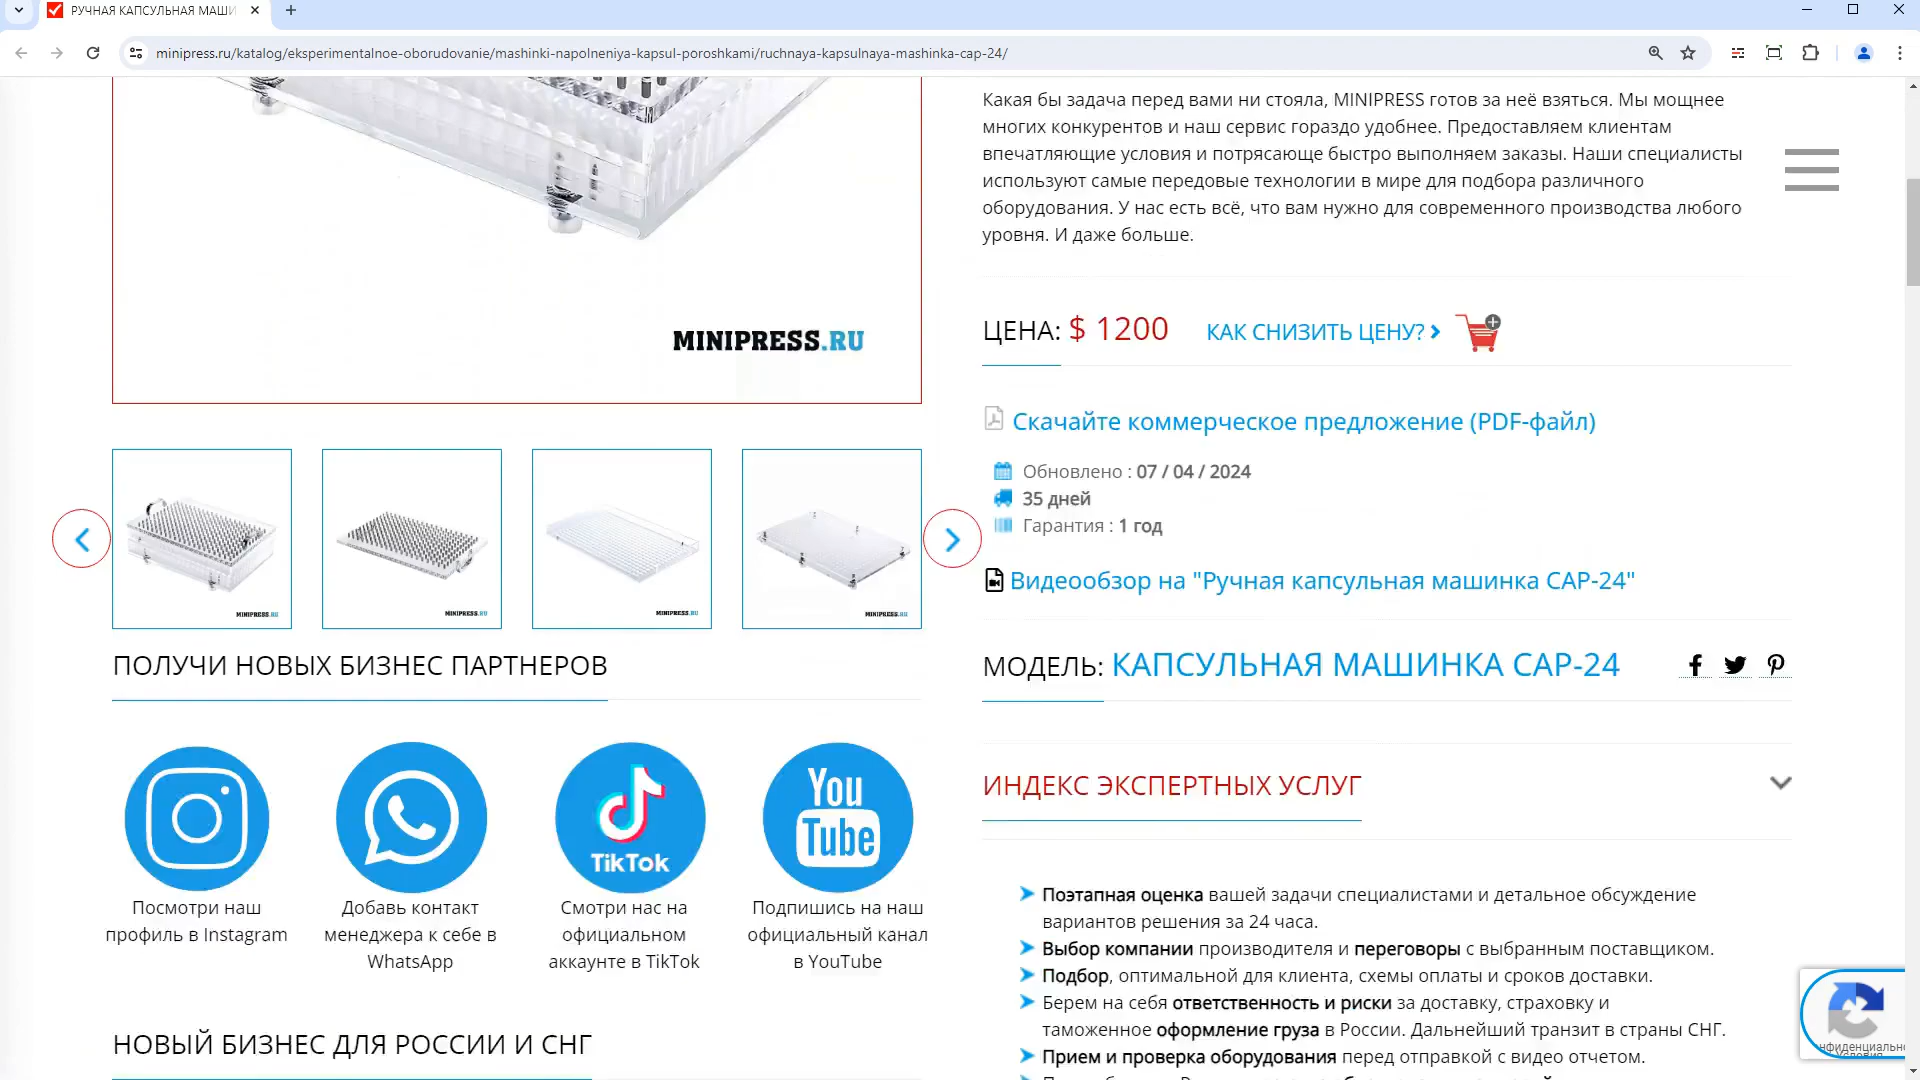 РУЧНАЯ КАПСУЛЬНАЯ МАШИ
minipress.ru/katalog/eksperimentalnoe-oborudovanie/mashinki-napolneniya-kapsul-poroshkami/ruchnaya-kapsulnaya-mashinka-cap-24/
MINIPRESS.RU
MINIPRESS.RU
MINIPRESS.RU
MINIPRESS.RU
MINIPRESS.RU
ПОЛУЧИ НОВЫХ БИЗНЕС ПАРТНЕРОВ
TikTok
You
Tube
Посмотри наш
профиль в Instagram
Добавь контакт
менеджера к себе в
WhatsApp
Смотри нас на
официальном
аккаунте в TikTok
Подпишись на наш
официальный канал
в YouTube
НОВЫЙ БИЗНЕС ДЛЯ РОССИИ И СНГ
Какая бы задача перед вами ни стояла, MINIPRESS готов за неё взяться. Мы мощнее
многих конкурентов и наш сервис гораздо удобнее. Предоставляем клиентам
впечатляющие условия и потрясающе быстро выполняем заказы. Наши специалисты
используют самые передовые технологии в мире для подбора различного
оборудования. У нас есть всё, что вам нужно для современного производства любого
уровня. И даже больше.
ЦЕНА: $ 1200 КАК СНИЗИТЬ ЦЕНУ?
Скачайте коммерческое предложение (PDF-файл)
Обновлено : 07 / 04 / 2024
35 дней
Гарантия : 1 год
Видеообзор на "Ручная капсульная машинка CAP-24"
МОДЕЛЬ: КАПСУЛЬНАЯ МАШИНКА CAP-24
ИНДЕКС ЭКСПЕРТНЫХ УСЛУГ
Поэтапная оценка вашей задачи специалистами и детальное обсуждение
вариантов решения за 24 часа.
Выбор компании производителя и переговоры с выбранным поставщиком.
Подбор, оптимальной для клиента, схемы оплаты и сроков доставки.
Берем на себя ответственность и риски за доставку, страховку и
таможенное оформление груза в России. Дальнейший транзит в страны СНГ.
Прием и проверка оборудования перед отправкой с видео отчетом.
нфиденциальн